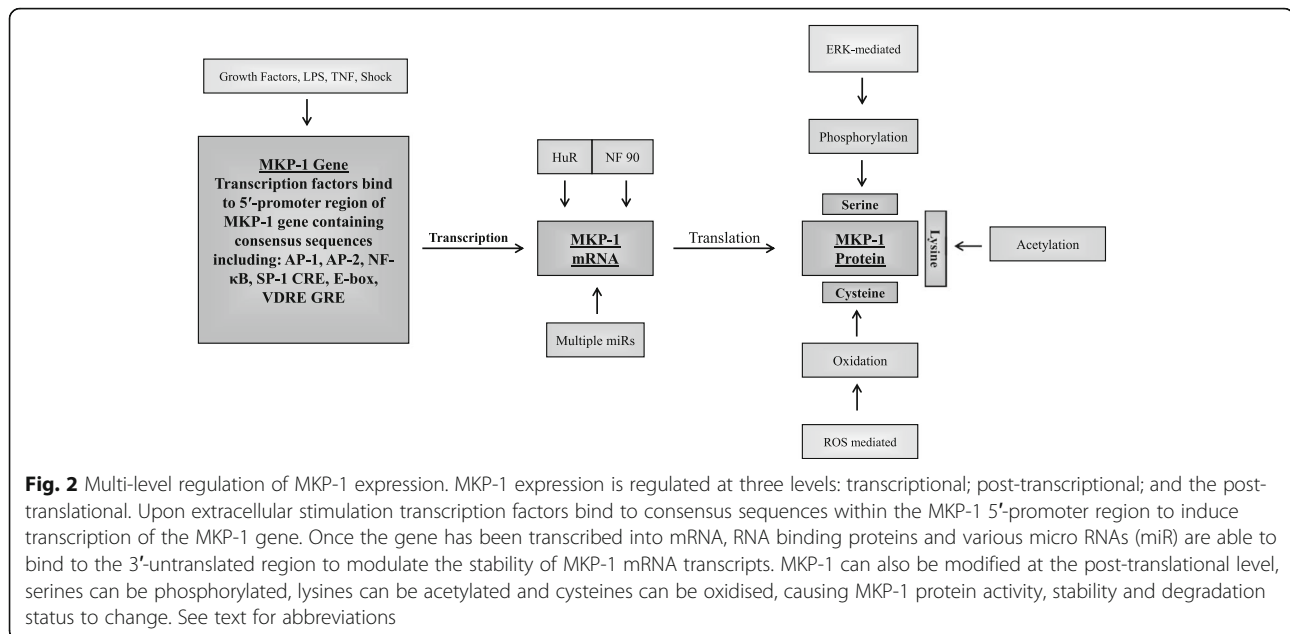 Growth Factors, LPS, TNF, Shock
MKP-1 Gene
Transcription factors bind
to 5′-promoter region of
MKP-1 gene containing
consensus sequences
including: AP-1, AP-2, NF-
κB, SP-1 CRE, E-box,
VDRE GRE
Transcription
HuR
NF 90
MKP-1
mRNA
Multiple miRs
Translation
ERK-mediated
Phosphorylation
Serine
MKP-1
Protein
Lysine
Acetylation
Cysteine
Oxidation
ROS mediated
Fig. 2 Multi-level regulation of MKP-1 expression. MKP-1 expression is regulated at three levels: transcriptional; post-transcriptional; and the post-
translational. Upon extracellular stimulation transcription factors bind to consensus sequences within the MKP-1 5′-promoter region to induce
transcription of the MKP-1 gene. Once the gene has been transcribed into mRNA, RNA binding proteins and various micro RNAs (miR) are able to
bind to the 3′-untranslated region to modulate the stability of MKP-1 mRNA transcripts. MKP-1 can also be modified at the post-translational level,
serines can be phosphorylated, lysines can be acetylated and cysteines can be oxidised, causing MKP-1 protein activity, stability and degradation
status to change. See text for abbreviations